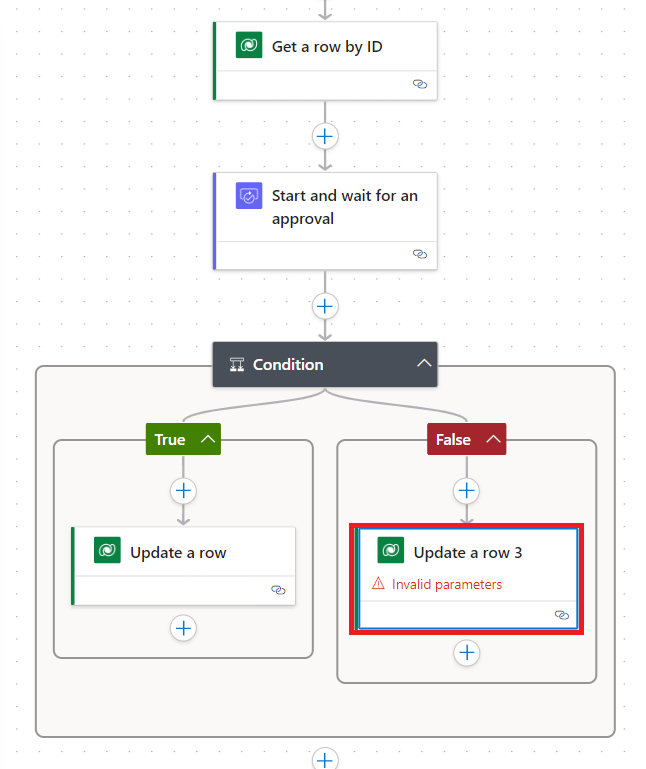 Get a row by ID
Start and wait for an
approval
Condition
True
False
Update a row
Update a row 3
Invalid parameters